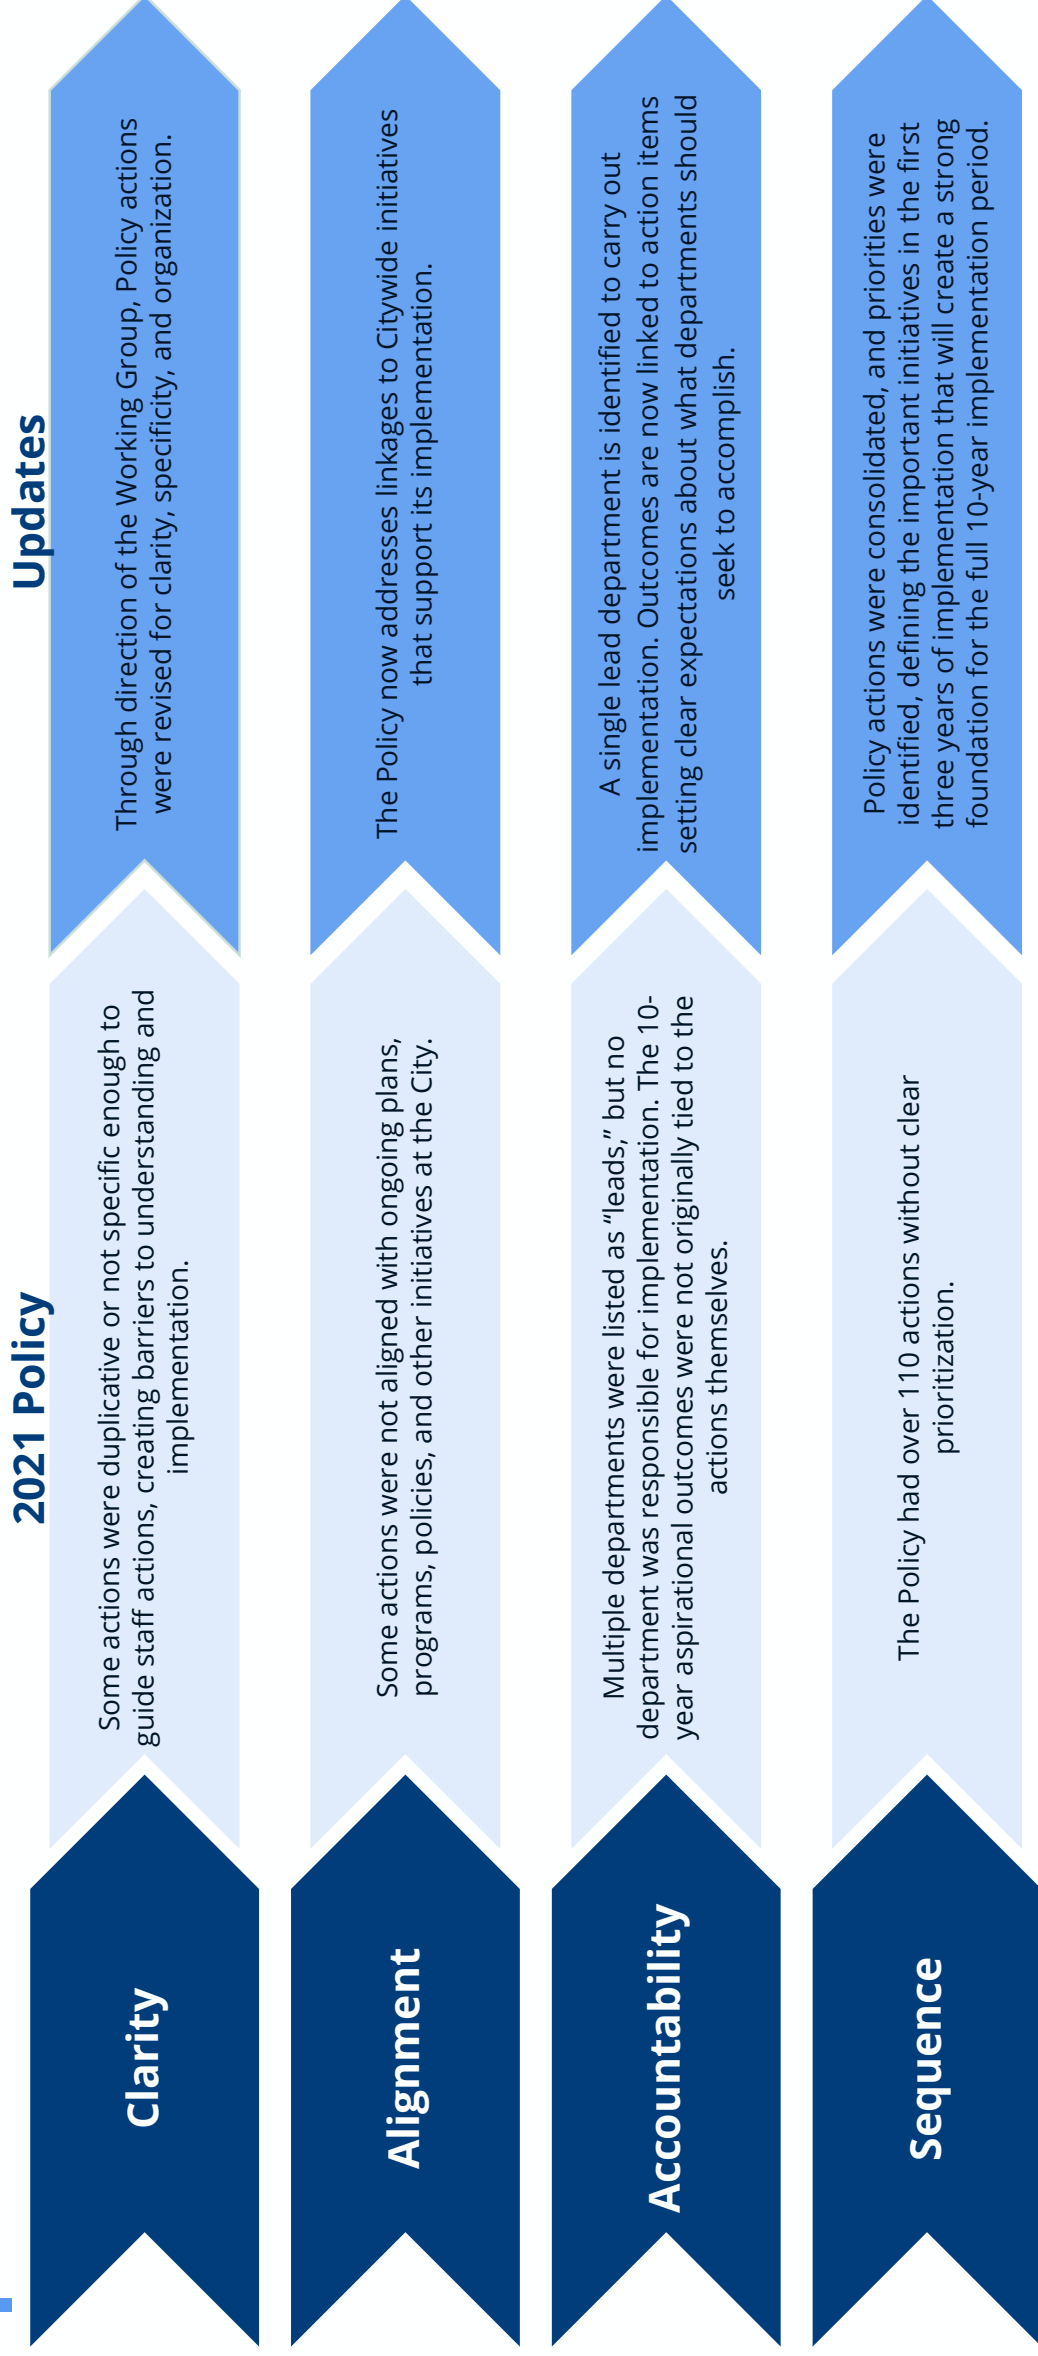 2021 Policy
Updates
Clarity
Some actions were duplicative or not specific enough to
guide staff actions, creating barriers to understanding and
implementation.
Through direction of the Working Group, Policy actions
were revised for clarity, specificity, and organization.
Alignment
Some actions were not aligned with ongoing plans,
programs, policies, and other initiatives at the City.
The Policy now addresses linkages to Citywide initiatives
that support its implementation.
Accountability
Multiple departments were listed as “leads,” but no
department was responsible for implementation. The 10-
year aspirational outcomes were not originally tied to the
actions themselves.
A single lead department is identified to carry out
implementation. Outcomes are now linked to action items
setting clear expectations about what departments should
seek to accomplish.
Sequence
The Policy had over 110 actions without clear
prioritization.
Policy actions were consolidated, and priorities were
identified, defining the important initiatives in the first
three years of implementation that will create a strong
foundation for the full 10-year implementation period.